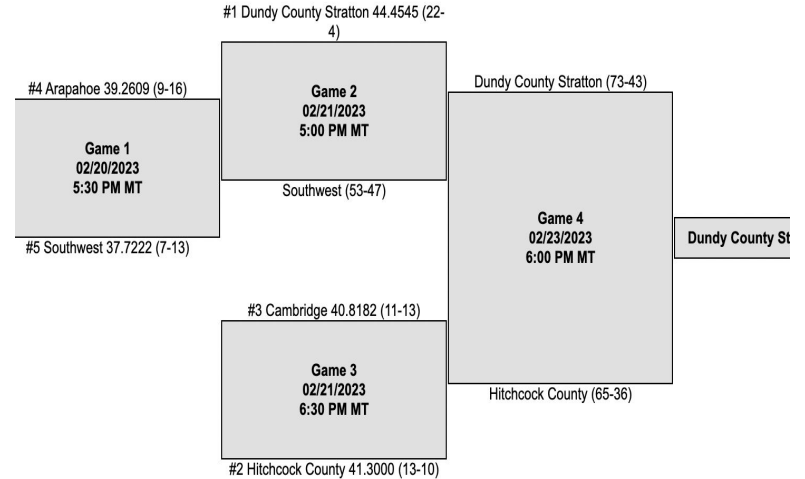 #1 Dundy County Stratton 44.4545 (22-
4)
Game 2
02/21/2023
5:00 PM MT
Southwest (53-47)
#4 Arapahoe 39.2609 (9-16)
Game 1
02/20/2023
5:30 PM MT
#5 Southwest 37.7222 (7-13)
Dundy County Stratton (73-43)
Game 4
02/23/2023
6:00 PM MT
Hitchcock County (65-36)
Dundy County St
#3 Cambridge 40.8182 (11-13)
Game 3
02/21/2023
6:30 PM MT
#2 Hitchcock County 41.3000 (13-10)